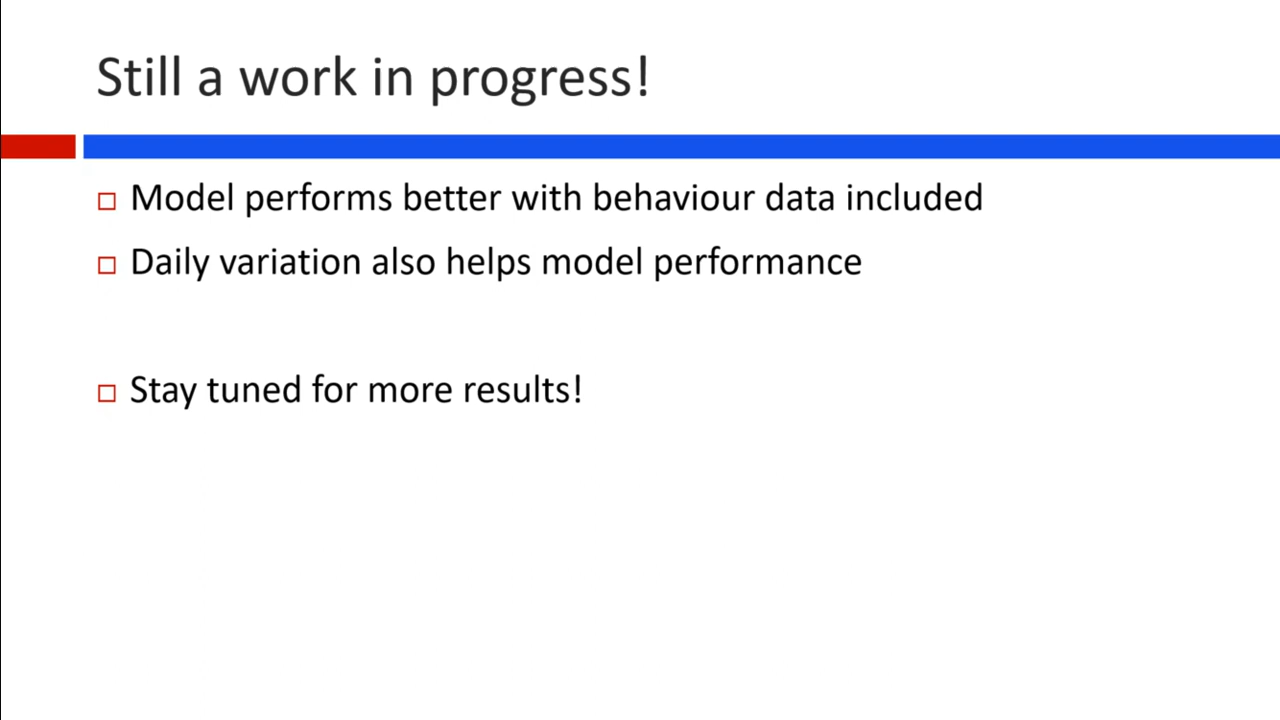 Still a work in progress!
Model performs better with behaviour data included
Daily variation also helps model performance
Stay tuned for more results!